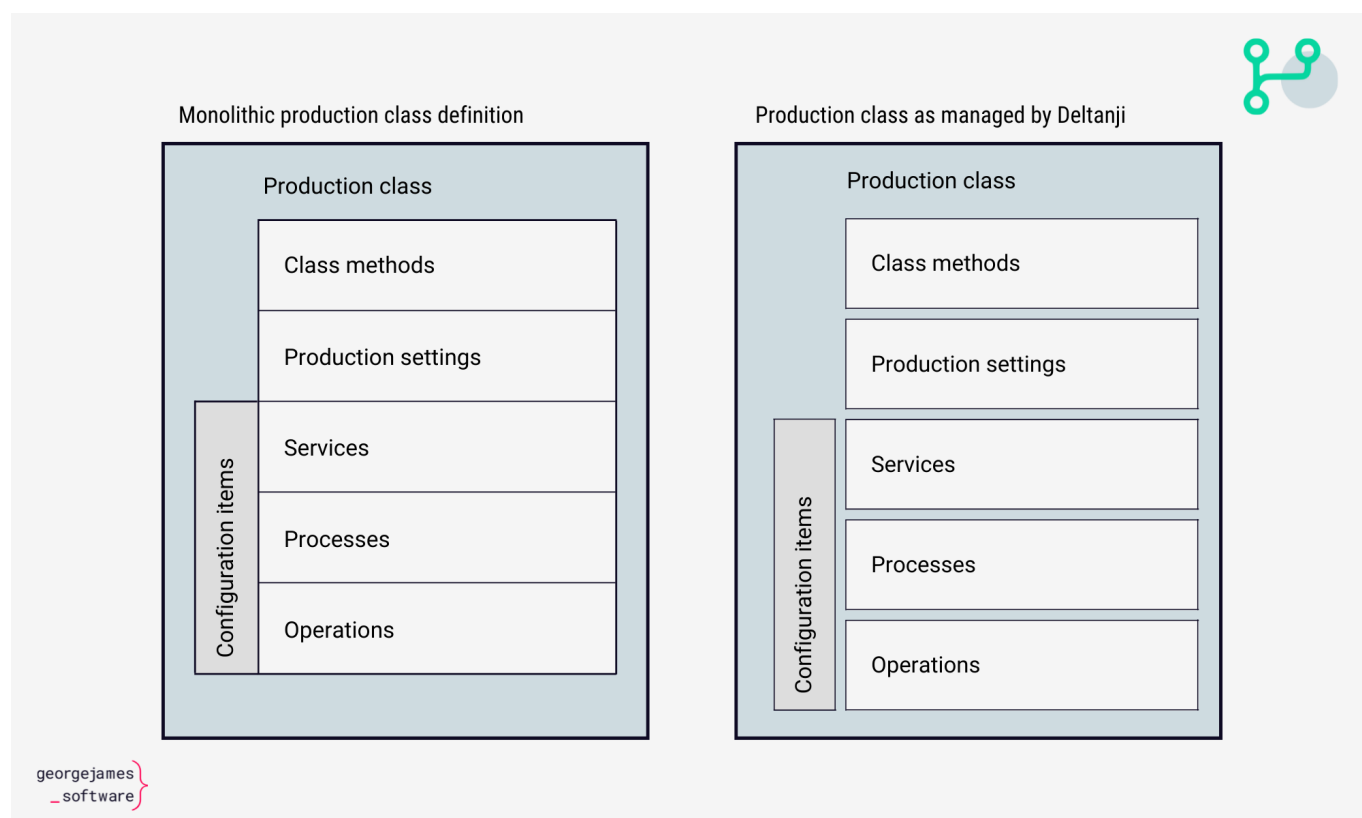 Monolithic production class definition
Production class
Class methods
Production settings
Configuration items
Services
Processes
Operations
Production class as managed by Deltanji
Production class
Class methods
Production settings
Configuration items
Services
Processes
Operations
georgejames
_software